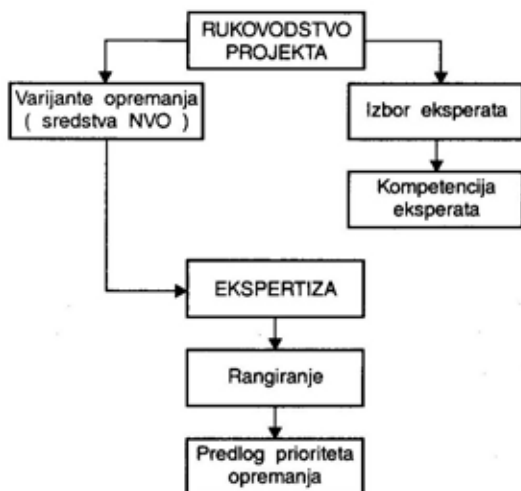 RUKOVODSTVO
PROJEKTA
Varijante opremanja
( sredstva NVO )
Izbor eksperata
Kompetencija
eksperata
EKSPERTIZA
Rangiranje
Predlog prioriteta
opremanja